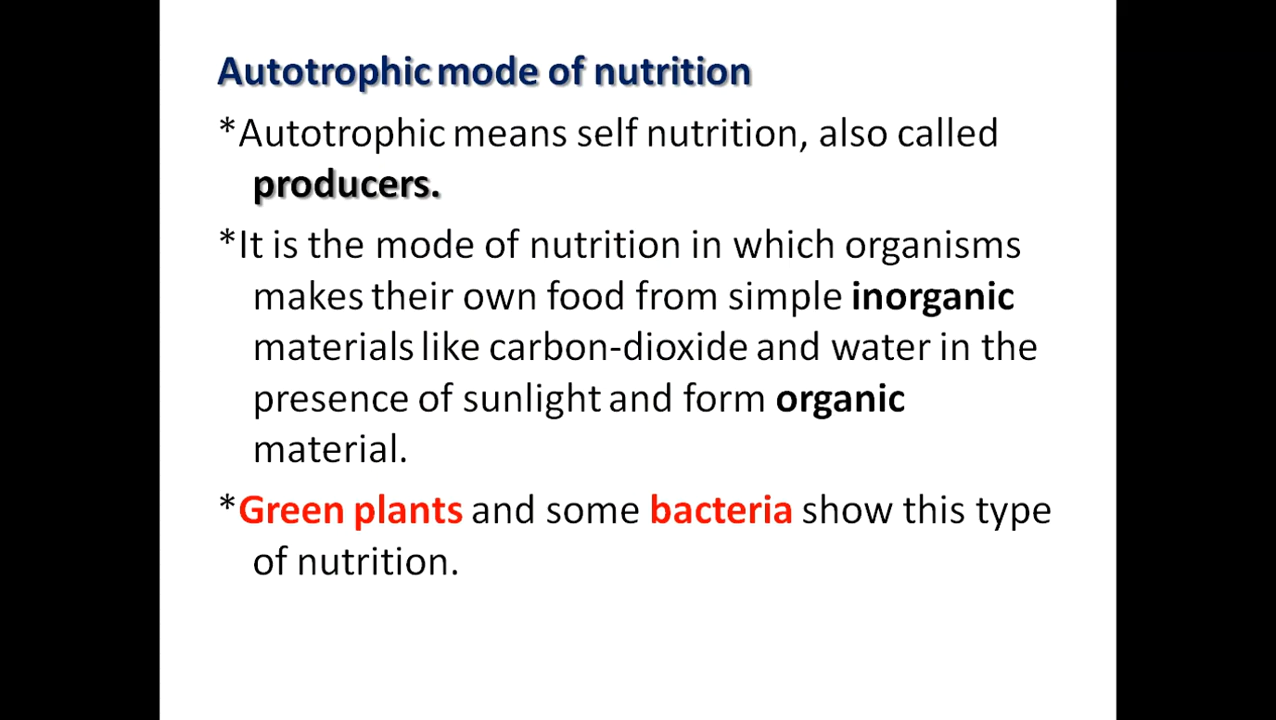 Autotrophic mode of nutrition
*Autotrophic means self nutrition, also called
producers.
*It is the mode of nutrition in which organisms
makes their own food from simple inorganic
materials like carbon-dioxide and water in the
presence of sunlight and form organic
material.
*Green plants and some bacteria show this type
of nutrition.